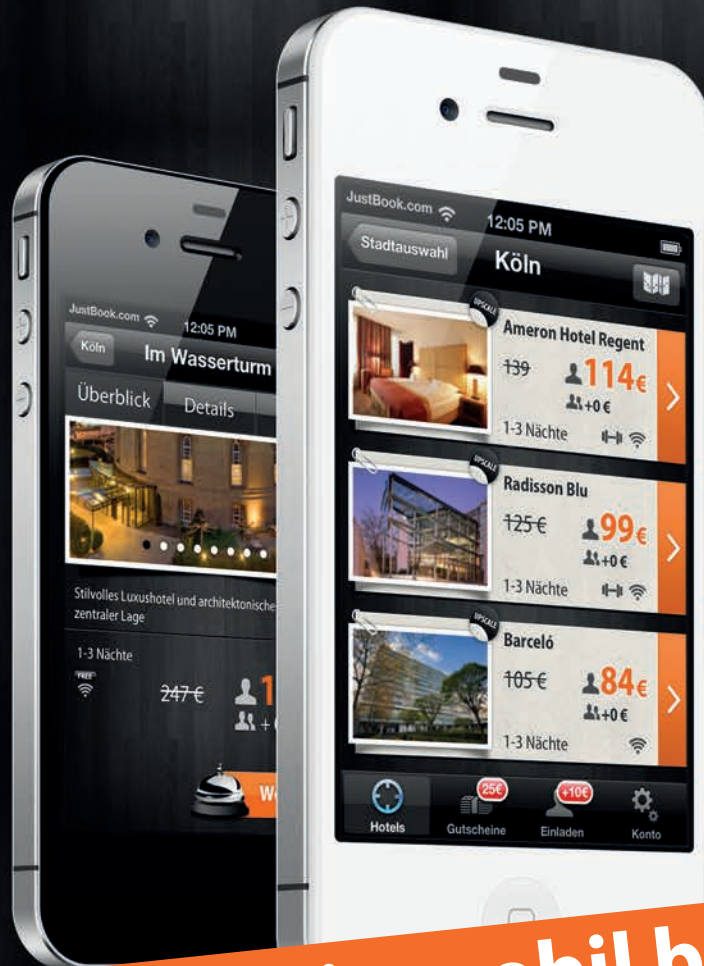 JustBook.com
12:05 PM
Köln
Im Wasserturm
Überblick
Details
Stilvolles Luxushotel und architektonische
zentraler Lage
1-3 Nächte
FREE
247 €
JustBook.com
12:05 PM
Stadtauswahl
Köln
UPSCALE
Ameron Hotel Regent
139
114€
+0 €
1-3 Nächte
UPSCALE
Radisson Blu
125 €
99€
+0 €
1-3 Nächte
UPSCALE
Barceló
105 €
84€
+0 €
1-3 Nächte
25€
+10€
Hotels
Gutscheine
Einladen
Konto